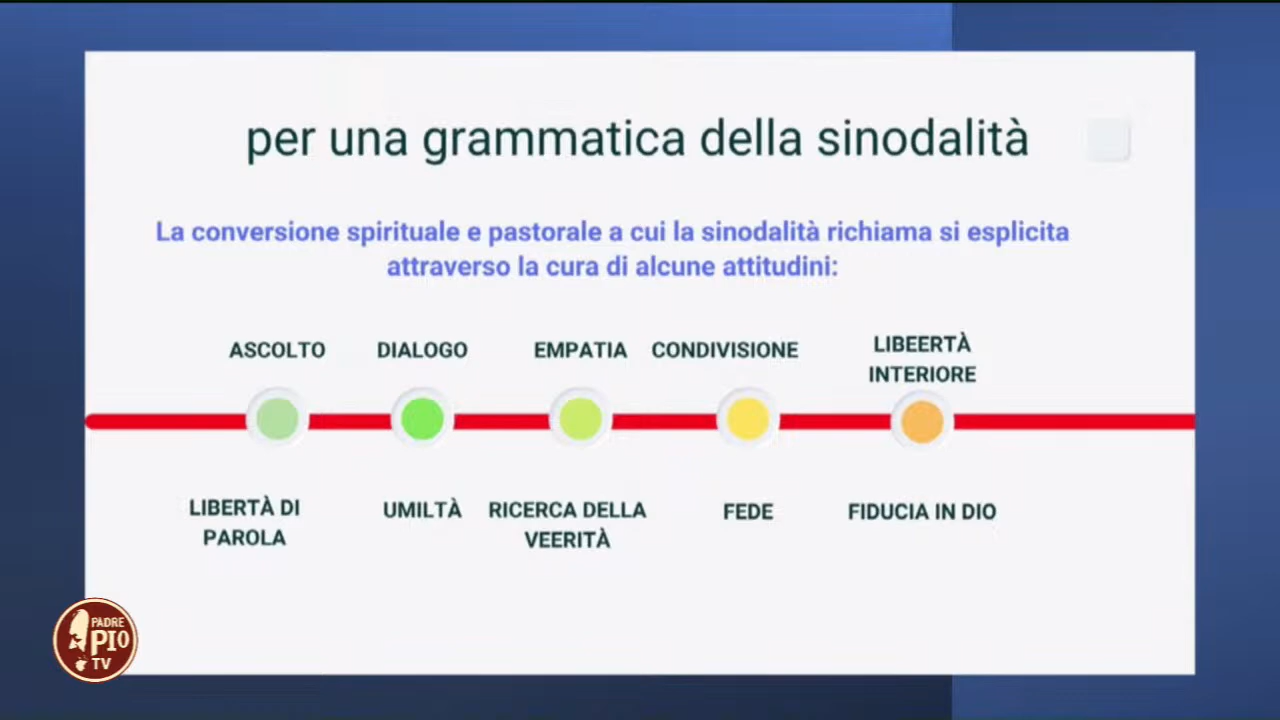 per una grammatica della sinodalità
La conversione spirituale e pastorale a cui la sinodalità richiama si esplicita
attraverso la cura di alcune attitudini:
ASCOLTO
DIALOGO
EMPATIA
CONDIVISIONE
LIBEERTÀ
INTERIORE
LIBERTÀ DI
PAROLA
UMILTÀ
RICERCA DELLA
VEERITÀ
FEDE
FIDUCIA IN DIO
PADRE
PIO
TV